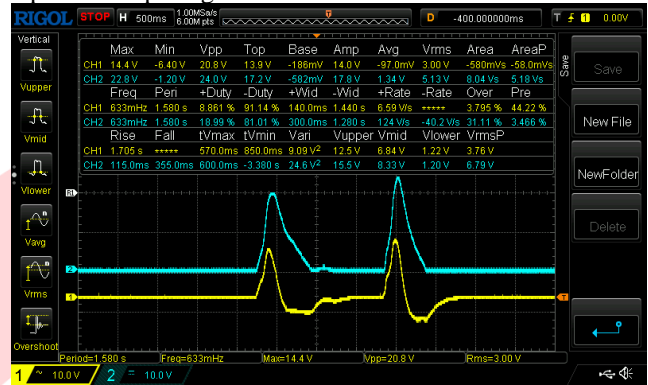 RIGOL STOP H 500ms 1.00MSa/s 6.00M pts D -400.000000ms T 1 0.00V
Vertical
Vupper
Vmid
Vlower
Vavg
Vrms
Overshoot
Max Min Vpp Top Base Amp Avg Vrms Area AreaP
CH1 14.4 V -6.40 V 20.8 V 13.9 V -186mV 14.0 V -97.0mV 3.00 V -580mVs -58.0mVs
CH2 22.8 V -1.20 V 24.0 V 17.2 V -582mV 17.8 V 1.34 V 5.13 V 8.04 Vs 5.18 Vs
Freq Peri +Duty -Duty +Wid -Wid +Rate -Rate Over Pre
CH1 633mHz 1.580 s 8.861 % 91.14 % 140.0ms 1.440 s 6.59 V/s ***** 3.795 % 44.22 %
CH2 633mHz 1.580 s 18.99 % 81.01 % 300.0ms 1.280 s 124 V/s -40.2 V/s 31.11 % 3.466 %
Rise Fall tVmax tVmin Vari Vupper Vmid Vlower VrmsP
CH1 1.705 s ***** 570.0ms 850.0ms 9.09 V² 12.5 V 6.84 V 1.22 V 3.76 V
CH2 115.0ms 355.0ms 600.0ms -3.380 s 24.6 V² 15.5 V 8.33 V 1.20 V 6.79 V
R1
2
1
T
Period=1.580 s Freq=633mHz Max=14.4 V Vpp=20.8 V Rms=3.00 V
1 ~ 10.0 V 2 = 10.0 V
Save
Save
New File
NewFolder
Delete